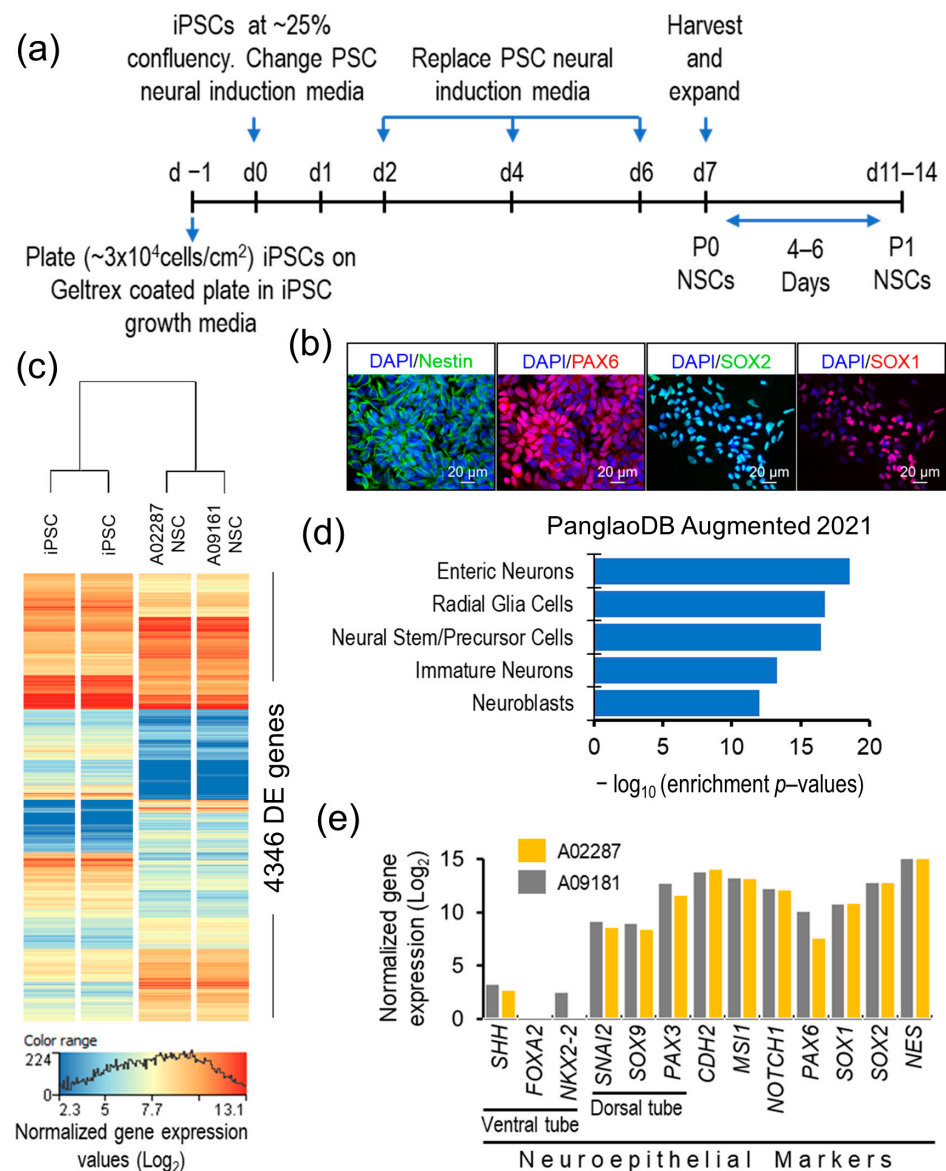 (a)
iPSCs at ~25%
confluency. Change PSC
neural induction media
Replace PSC neural
induction media
Harvest
and
expand
d −1 d0 d1 d2 d4 d6 d7 d11–14
Plate (~3x10⁴cells/cm²) iPSCs on
Geltrex coated plate in iPSC
growth media
P0
NSCs
4–6
Days
P1
NSCs
(b)
DAPI/Nestin DAPI/PAX6 DAPI/SOX2 DAPI/SOX1
20 µm 20 µm 20 µm 20 µm
(c)
iPSC
iPSC
A02287
NSC
A09161
NSC
4346 DE genes
Color range
224
0
2.3 5 7.7 13.1
Normalized gene expression
values (Log₂)
(d)
PanglaoDB Augmented 2021
Enteric Neurons
Radial Glia Cells
Neural Stem/Precursor Cells
Immature Neurons
Neuroblasts
0 5 10 15 20
− log₁₀ (enrichment p–values)
(e)
A02287
A09181
Normalized gene
expression (Log₂)
15
10
5
0
SHH FOXA2 NKX2-2 SNAI2 SOX9 PAX3 CDH2 MSI1 NOTCH1 PAX6 SOX1 SOX2 NES
Ventral tube Dorsal tube
Neuroepithelial Markers